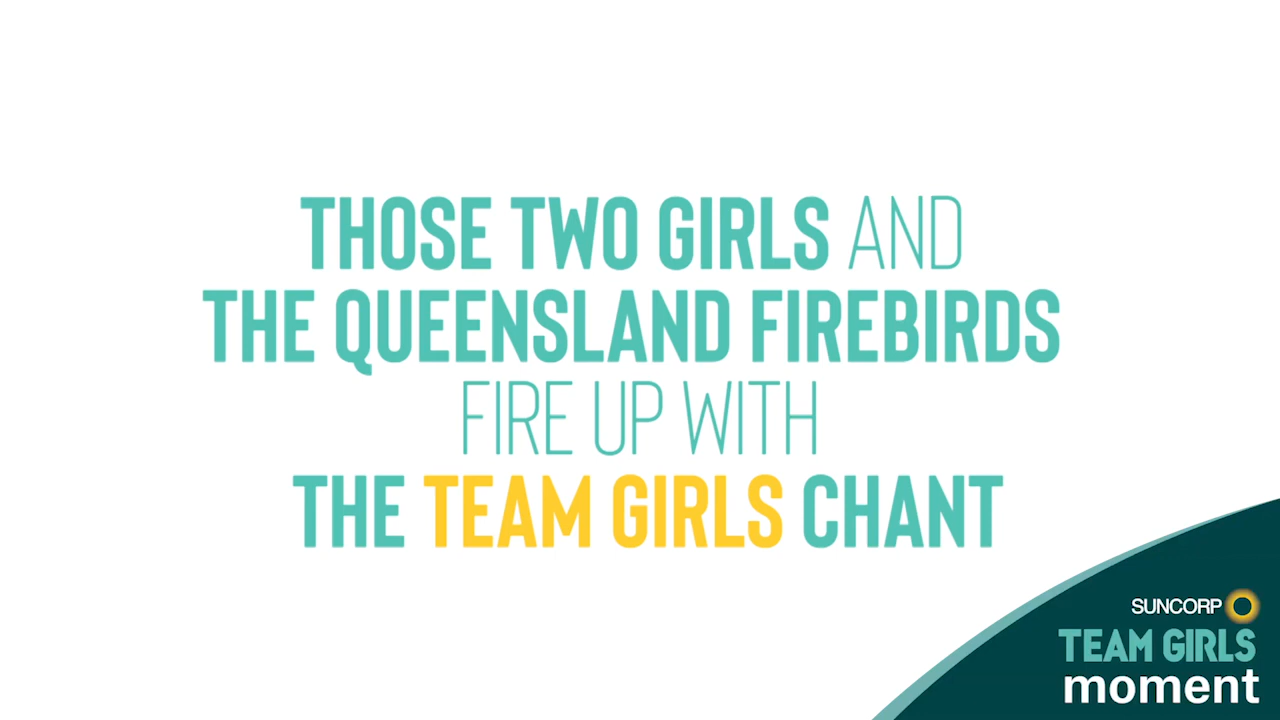 THOSE TWO GIRLS AND
THE QUEENSLAND FIREBIRDS
FIRE UP WITH
THE TEAM GIRLS CHANT
SUNCORP
TEAM GIRLS
moment